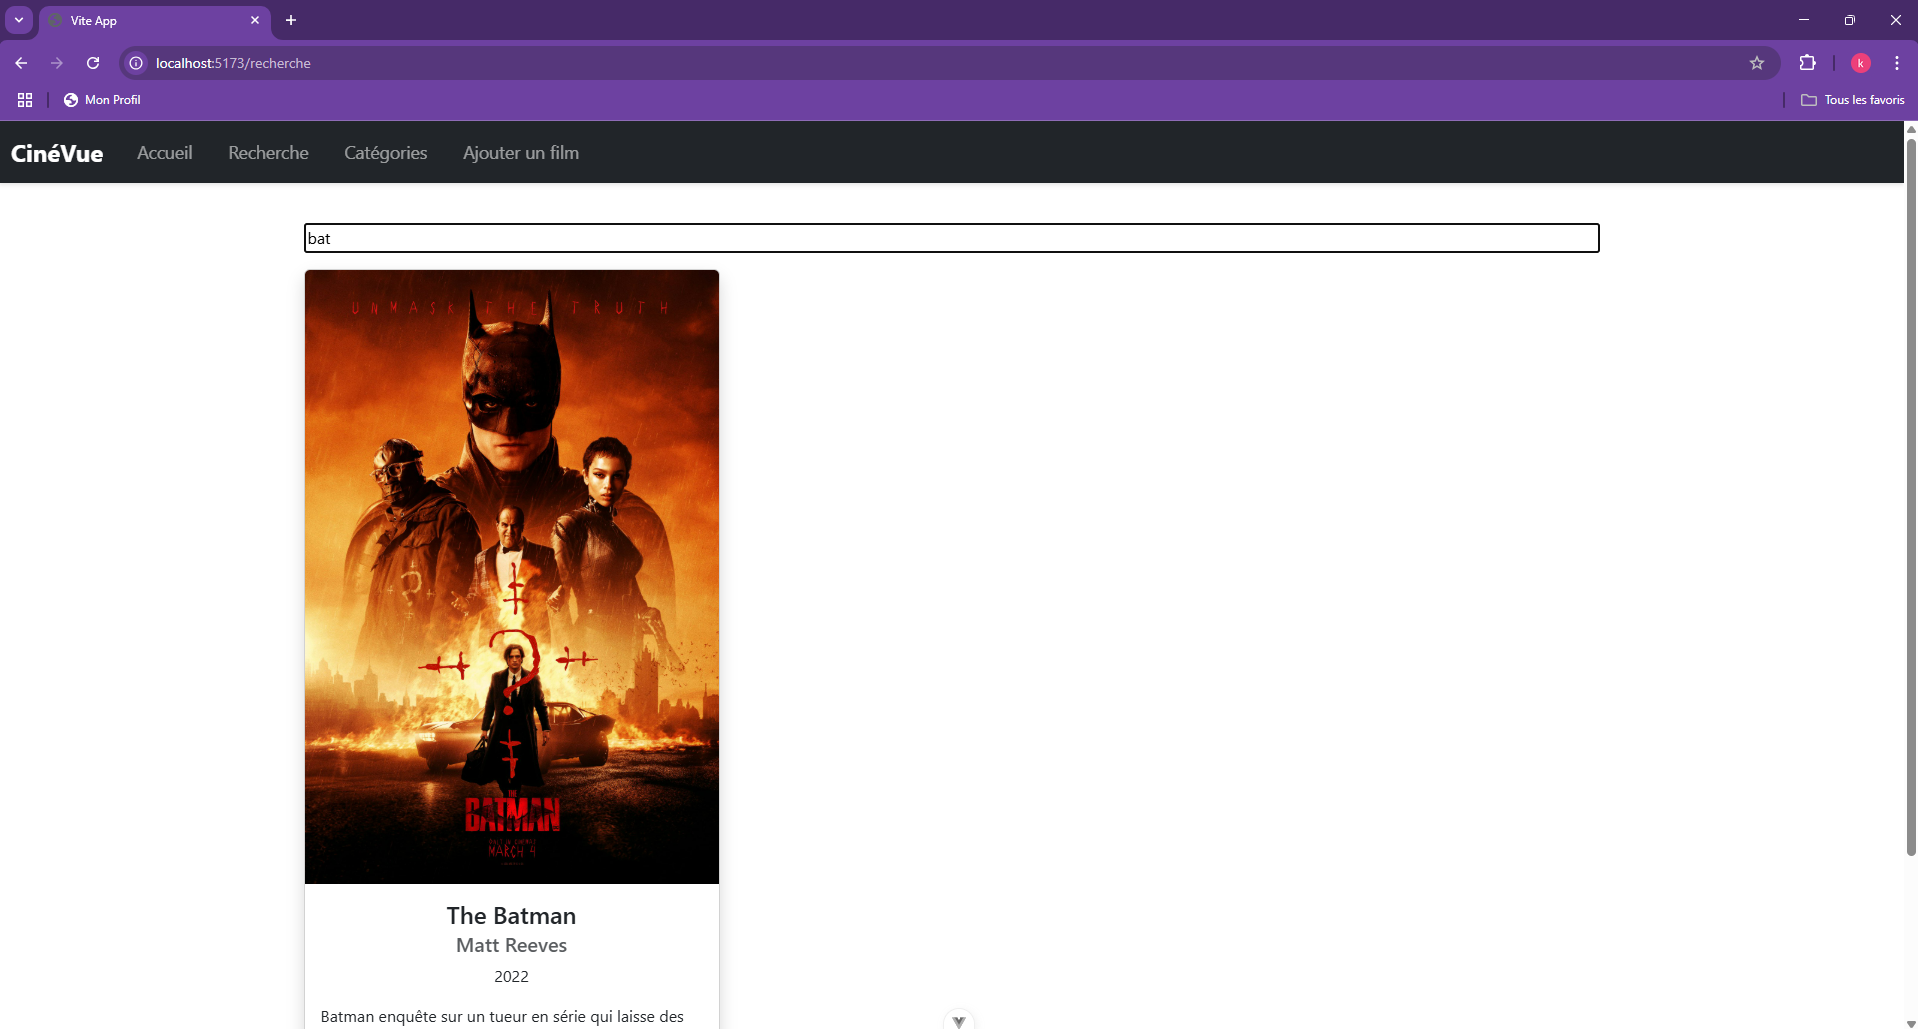 Vite App
localhost:5173/recherche
k
Mon Profil
Tous les favoris
CinéVue Accueil Recherche Catégories Ajouter un film
bat
UNMASK THE TRUTH
THE
BATMAN
MARCH 4
The Batman
Matt Reeves
2022
Batman enquête sur un tueur en série qui laisse des